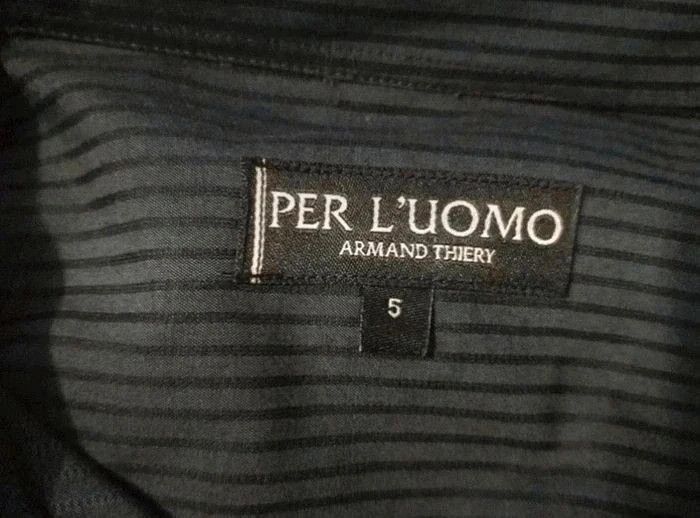 PER L'UOMO
ARMAND THIERY
5